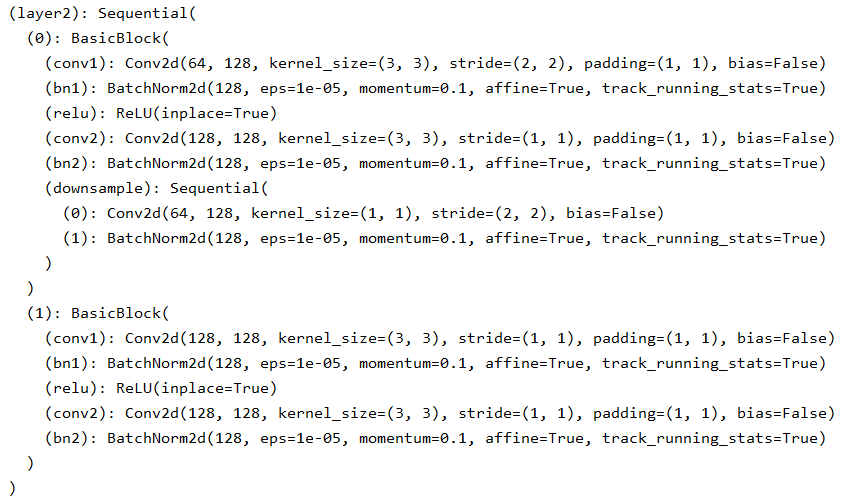 (layer2): Sequential(
(0): BasicBlock(
(conv1): Conv2d(64, 128, kernel_size=(3, 3), stride=(2, 2), padding=(1, 1), bias=False)
(bn1): BatchNorm2d(128, eps=1e-05, momentum=0.1, affine=True, track_running_stats=True)
(relu): ReLU(inplace=True)
(conv2): Conv2d(128, 128, kernel_size=(3, 3), stride=(1, 1), padding=(1, 1), bias=False)
(bn2): BatchNorm2d(128, eps=1e-05, momentum=0.1, affine=True, track_running_stats=True)
(downsample): Sequential(
(0): Conv2d(64, 128, kernel_size=(1, 1), stride=(2, 2), bias=False)
(1): BatchNorm2d(128, eps=1e-05, momentum=0.1, affine=True, track_running_stats=True)
)
)
(1): BasicBlock(
(conv1): Conv2d(128, 128, kernel_size=(3, 3), stride=(1, 1), padding=(1, 1), bias=False)
(bn1): BatchNorm2d(128, eps=1e-05, momentum=0.1, affine=True, track_running_stats=True)
(relu): ReLU(inplace=True)
(conv2): Conv2d(128, 128, kernel_size=(3, 3), stride=(1, 1), padding=(1, 1), bias=False)
(bn2): BatchNorm2d(128, eps=1e-05, momentum=0.1, affine=True, track_running_stats=True)
)
)